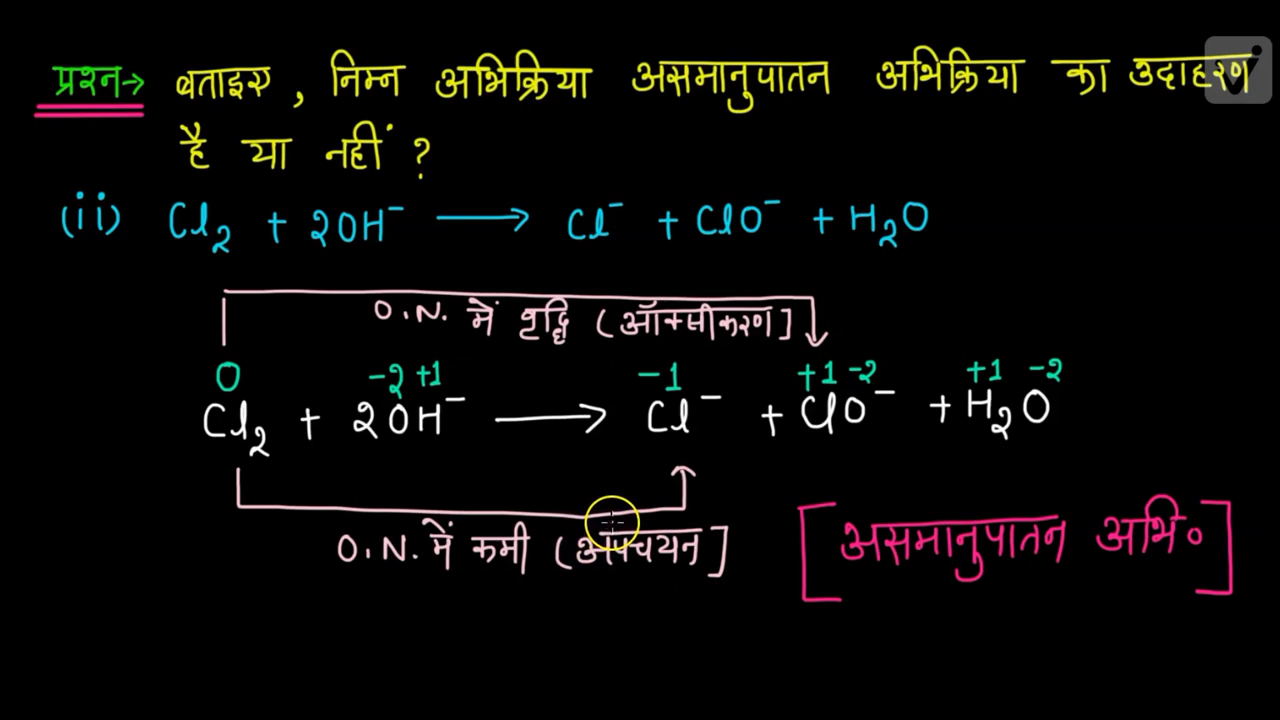 प्रश्न→ बताइए, निम्न अभिक्रिया असमानुपातन अभिक्रिया का उदाहरण
है या नहीं ?
(ii) Cl₂ + 2OH⁻ ⟶ Cl⁻ + ClO⁻ + H₂O
O.N. में वृद्धि (ऑक्सीकरण]
0 -2 +1 -1 +1 -2 +1 -2
Cl₂ + 2OH⁻ ⟶ Cl⁻ + ClO⁻ + H₂O
O.N. में कमी (अपचयन]
[असमानुपातन अभि०]